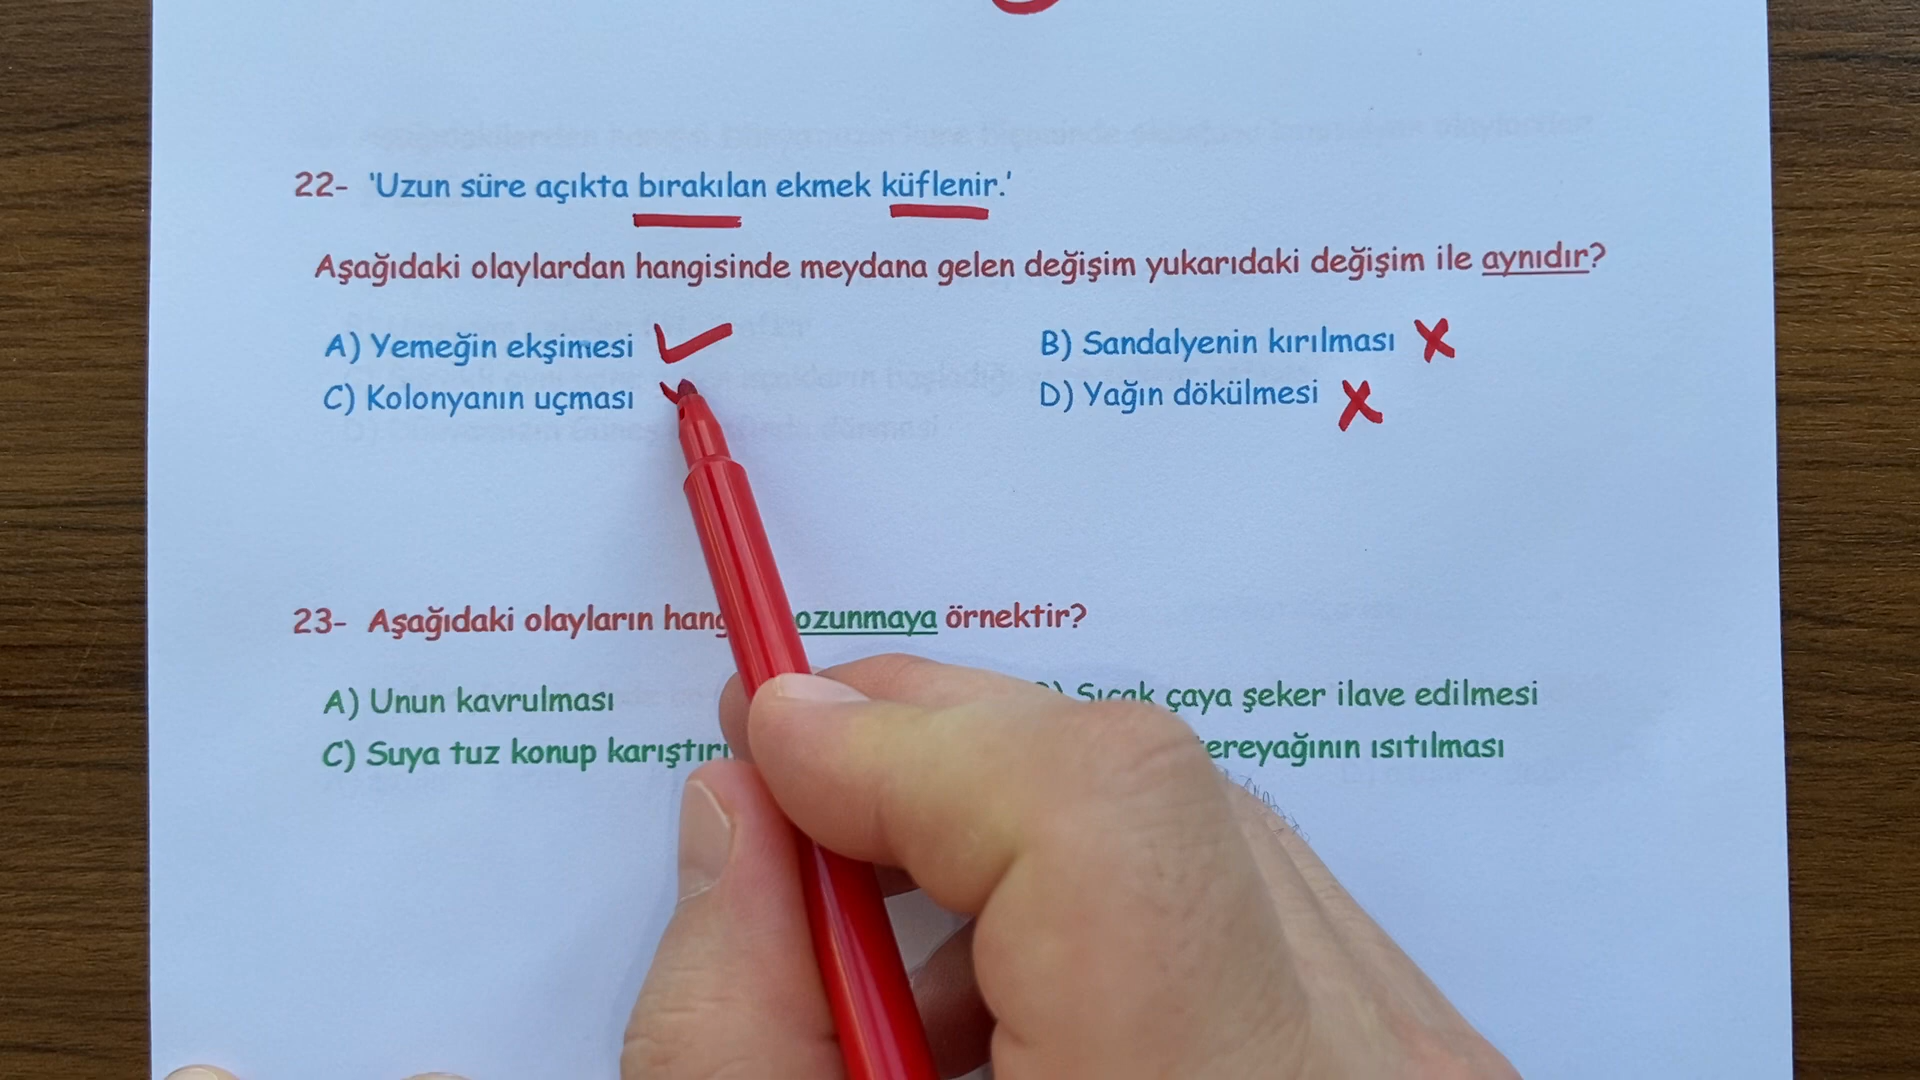 22- 'Uzun süre açıkta bırakılan ekmek küflenir.'
Aşağıdaki olaylardan hangisinde meydana gelen değişim yukarıdaki değişim ile aynıdır?
A) Yemeğin ekşimesi
B) Sandalyenin kırılması
C) Kolonyanın uçması
D) Yağın dökülmesi
23- Aşağıdaki olayların hang ozunmaya örnektir?
A) Unun kavrulması
Sıcak çaya şeker ilave edilmesi
C) Suya tuz konup karıştırı
ereyağının ısıtılması